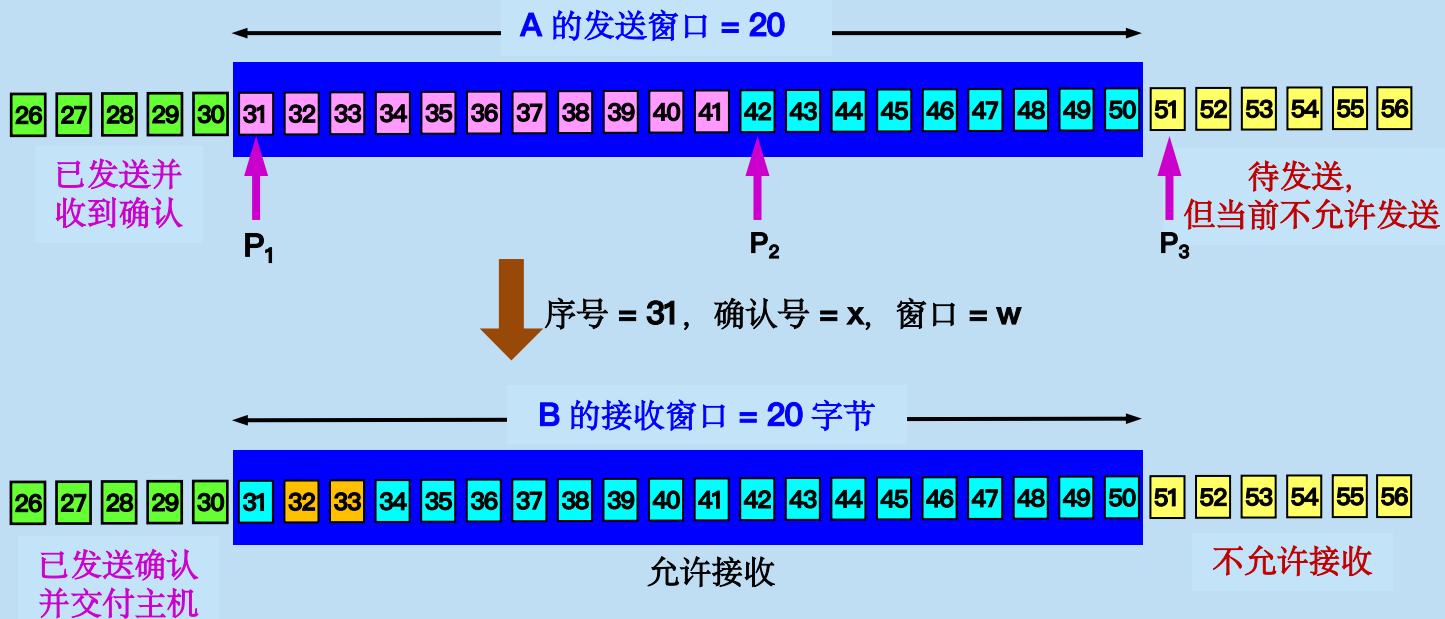 A 的发送窗口 = 20
26 27 28 29 30 31 32 33 34 35 36 37 38 39 40 41 42 43 44 45 46 47 48 49 50 51 52 53 54 55 56
已发送并
收到确认
待发送，
但当前不允许发送
P1 P2 P3
序号 = 31， 确认号 = x， 窗口 = w
B 的接收窗口 = 20 字节
26 27 28 29 30 31 32 33 34 35 36 37 38 39 40 41 42 43 44 45 46 47 48 49 50 51 52 53 54 55 56
已发送确认
并交付主机
允许接收
不允许接收